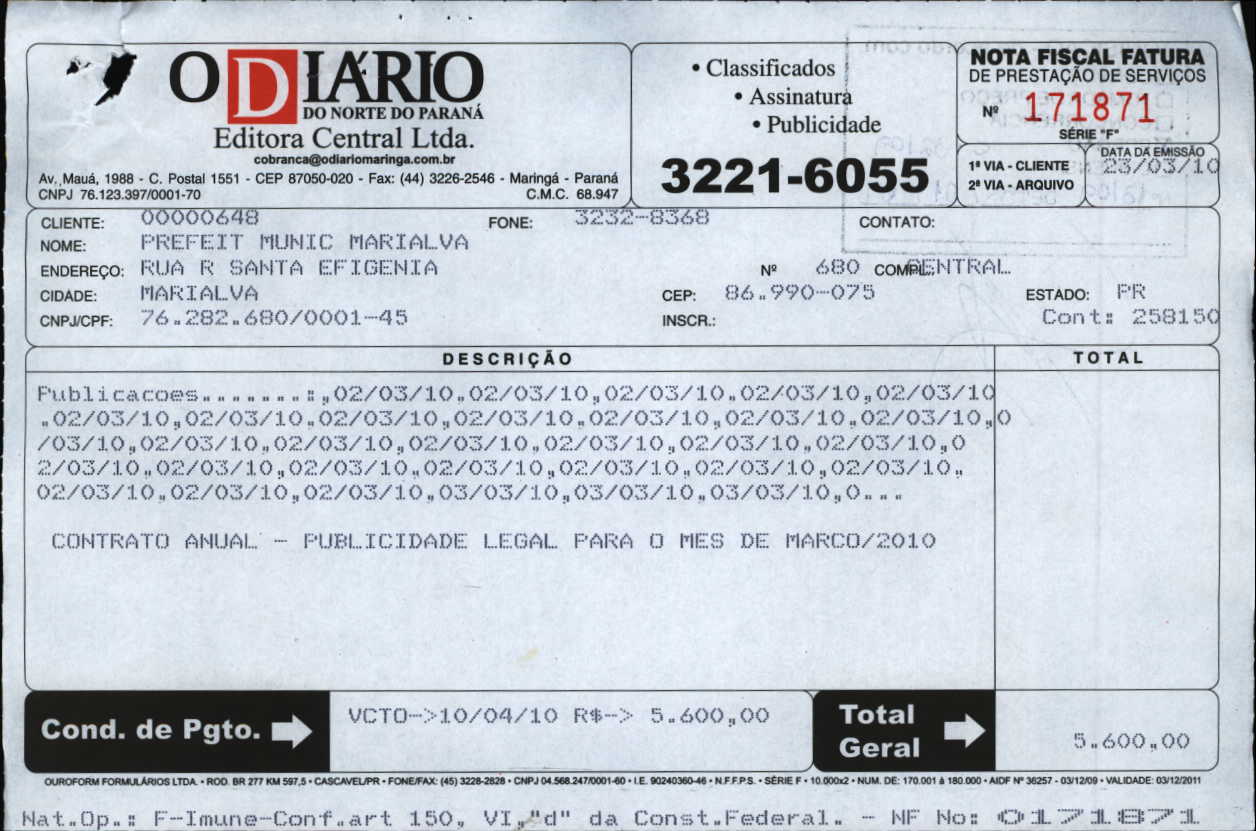 O DIÁRIO
DO NORTE DO PARANÁ
Editora Central Ltda.
cobranca@odiariomaringa.com.br
Av. Mauá, 1988 - C. Postal 1551 - CEP 87050-020 - Fax: (44) 3226-2546 - Maringá - Paraná
CNPJ 76.123.397/0001-70 C.M.C. 68.947
• Classificados
• Assinatura
• Publicidade
3221-6055
NOTA FISCAL FATURA
DE PRESTAÇÃO DE SERVIÇOS
Nº 171871
SÉRIE "F"
1ª VIA - CLIENTE
2ª VIA - ARQUIVO
DATA DA EMISSÃO
23/03/10
CLIENTE: 00000648 FONE: 3232-8368 CONTATO:
NOME: PREFEIT MUNIC MARIALVA
ENDEREÇO: RUA R SANTA EFIGENIA Nº 680 COMPL. CENTRAL
CIDADE: MARIALVA CEP: 86.990-075 ESTADO: PR
CNPJ/CPF: 76.282.680/0001-45 INSCR.: Cont: 258150
DESCRIÇÃO TOTAL
Publicacoes.......:,02/03/10,02/03/10,02/03/10,02/03/10,02/03/10
,02/03/10,02/03/10,02/03/10,02/03/10,02/03/10,02/03/10,02/03/10,0
/03/10,02/03/10,02/03/10,02/03/10,02/03/10,02/03/10,02/03/10,0
2/03/10,02/03/10,02/03/10,02/03/10,02/03/10,02/03/10,02/03/10,
02/03/10,02/03/10,02/03/10,03/03/10,03/03/10,03/03/10,0...
CONTRATO ANUAL - PUBLICIDADE LEGAL PARA O MES DE MARCO/2010
Cond. de Pgto. VCTO->10/04/10 R$-> 5.600,00
Total
Geral 5.600,00
OUROFORM FORMULÁRIOS LTDA. • ROD. BR 277 KM 597,5 • CASCAVEL/PR • FONE/FAX: (45) 3228-2828 • CNPJ 04.568.247/0001-60 • I.E. 90240360-46 • N.F.F.P.S. • SÉRIE F • 10.000x2 • NUM. DE: 170.001 à 180.000 • AIDF Nº 36257 - 03/12/09 • VALIDADE: 03/12/2011
Nat.Op.: F-Imune-Conf.art 150, VI,"d" da Const.Federal. - NF No: 0171871